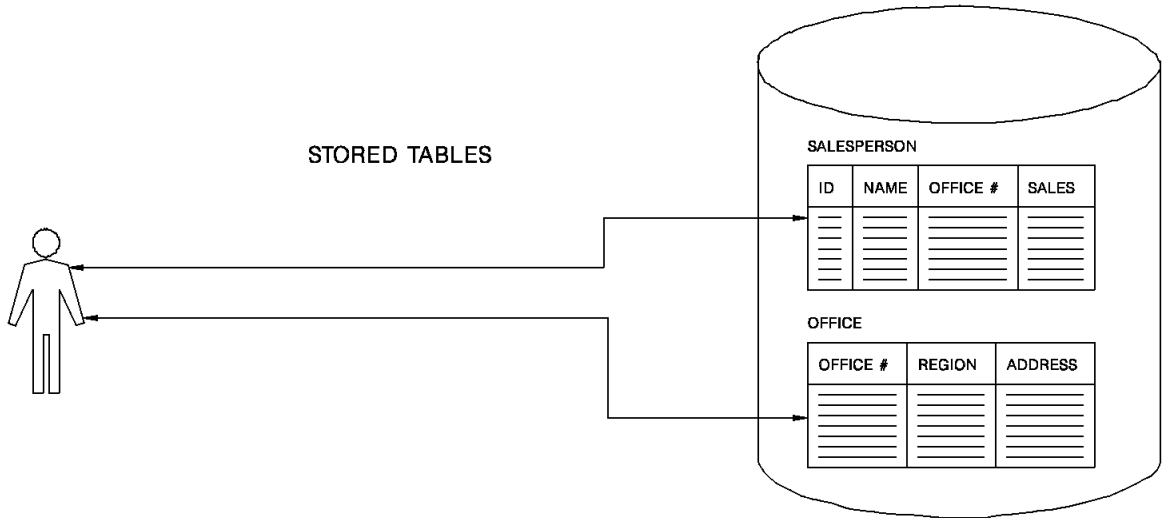 STORED TABLES
SALESPERSON
ID NAME OFFICE # SALES
OFFICE
OFFICE # REGION ADDRESS